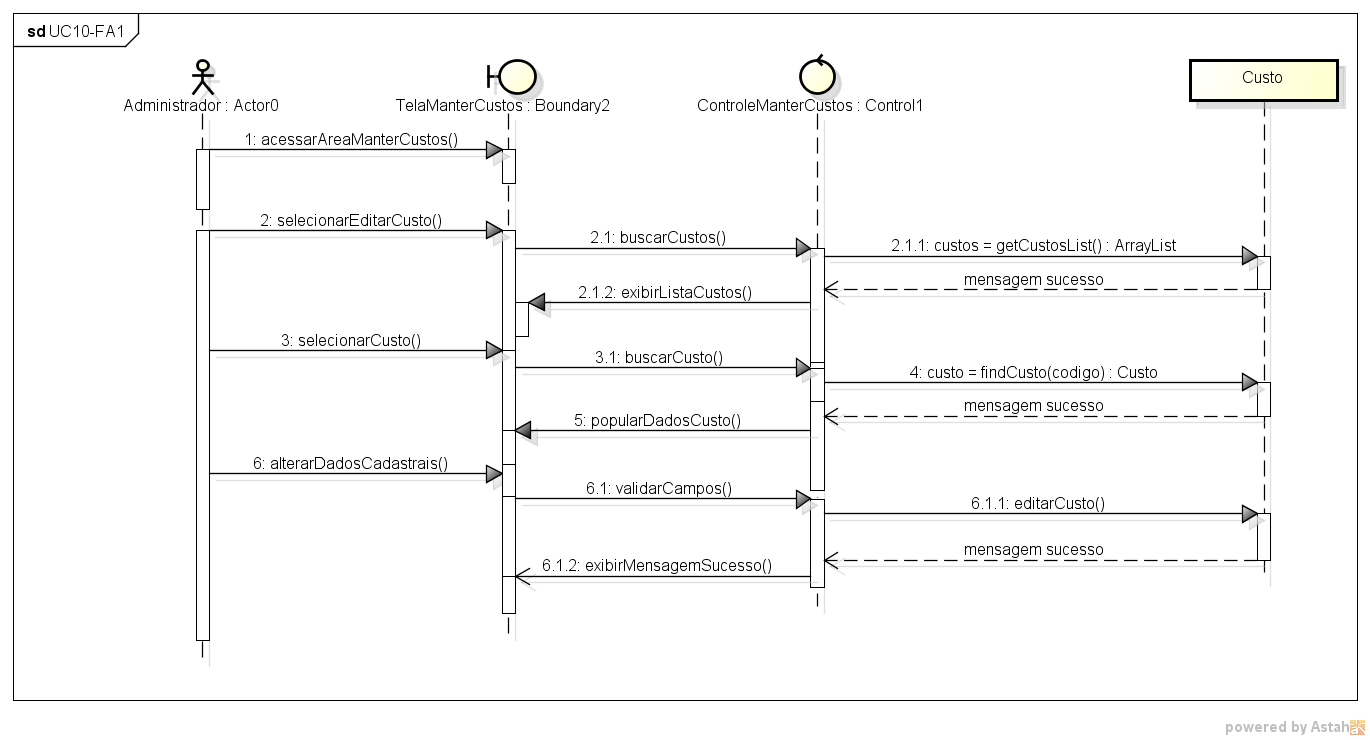 sd UC10-FA1
Administrador : Actor0
TelaManterCustos : Boundary2
ControleManterCustos : Control1
Custo
1: acessarAreaManterCustos()
2: selecionarEditarCusto()
2.1: buscarCustos()
2.1.1: custos = getCustosList() : ArrayList
mensagem sucesso
2.1.2: exibirListaCustos()
3: selecionarCusto()
3.1: buscarCusto()
4: custo = findCusto(codigo) : Custo
mensagem sucesso
5: popularDadosCusto()
6: alterarDadosCadastrais()
6.1: validarCampos()
6.1.1: editarCusto()
mensagem sucesso
6.1.2: exibirMensagemSucesso()
powered by Astah